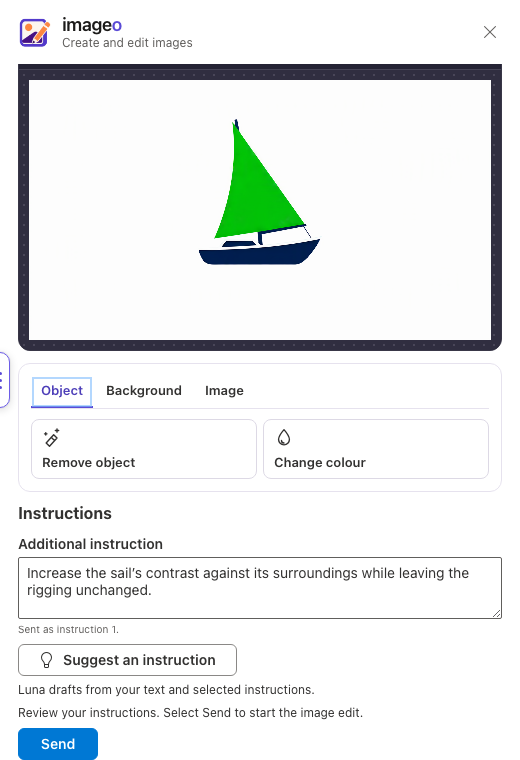 imageo
Create and edit images
Object
Background
Image
Remove object
Change colour
Instructions
Additional instruction
Increase the sail's contrast against its surroundings while leaving the
rigging unchanged.
Sent as instruction 1.
Suggest an instruction
Luna drafts from your text and selected instructions.
Review your instructions. Select Send to start the image edit.
Send